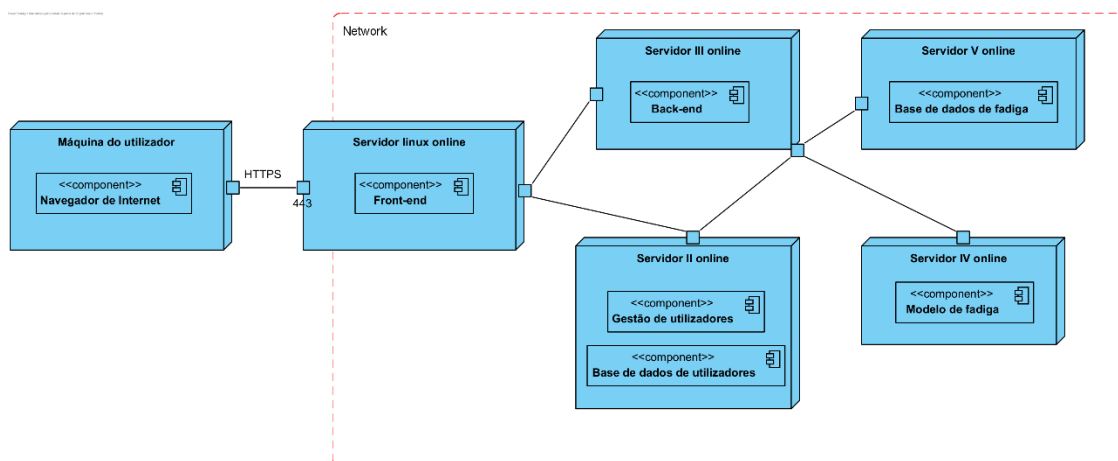 Network
Máquina do utilizador
<<component>>
Navegador de Internet
HTTPS
443
Servidor linux online
<<component>>
Front-end
Servidor III online
<<component>>
Back-end
Servidor V online
<<component>>
Base de dados de fadiga
Servidor II online
<<component>>
Gestão de utilizadores
<<component>>
Base de dados de utilizadores
Servidor IV online
<<component>>
Modelo de fadiga